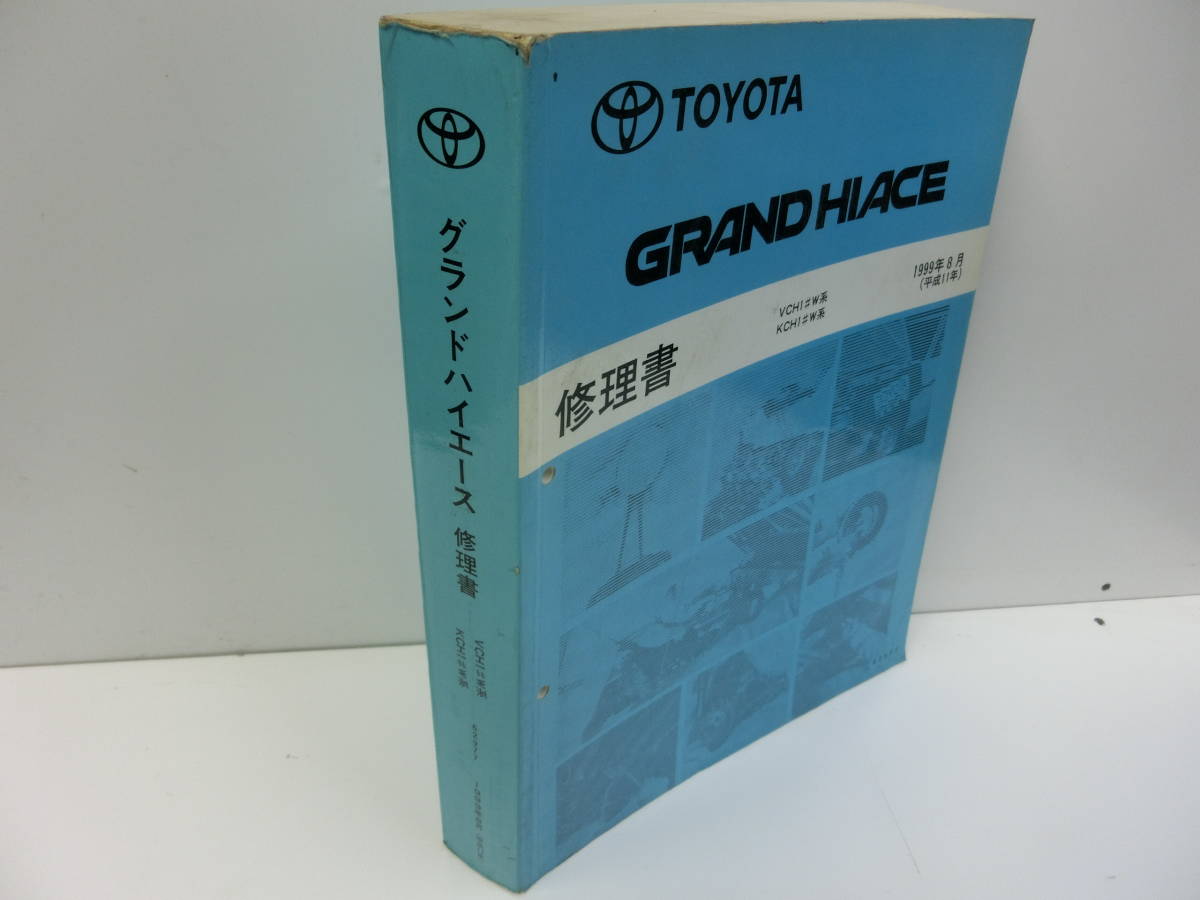 TOYOTA
GRAND HIACE
VCH1#W系
KCH1#W系
1999年8月
(平成11年)
修理書
グランドハイエース 修理書
VCH1#W系
KCH1#W系